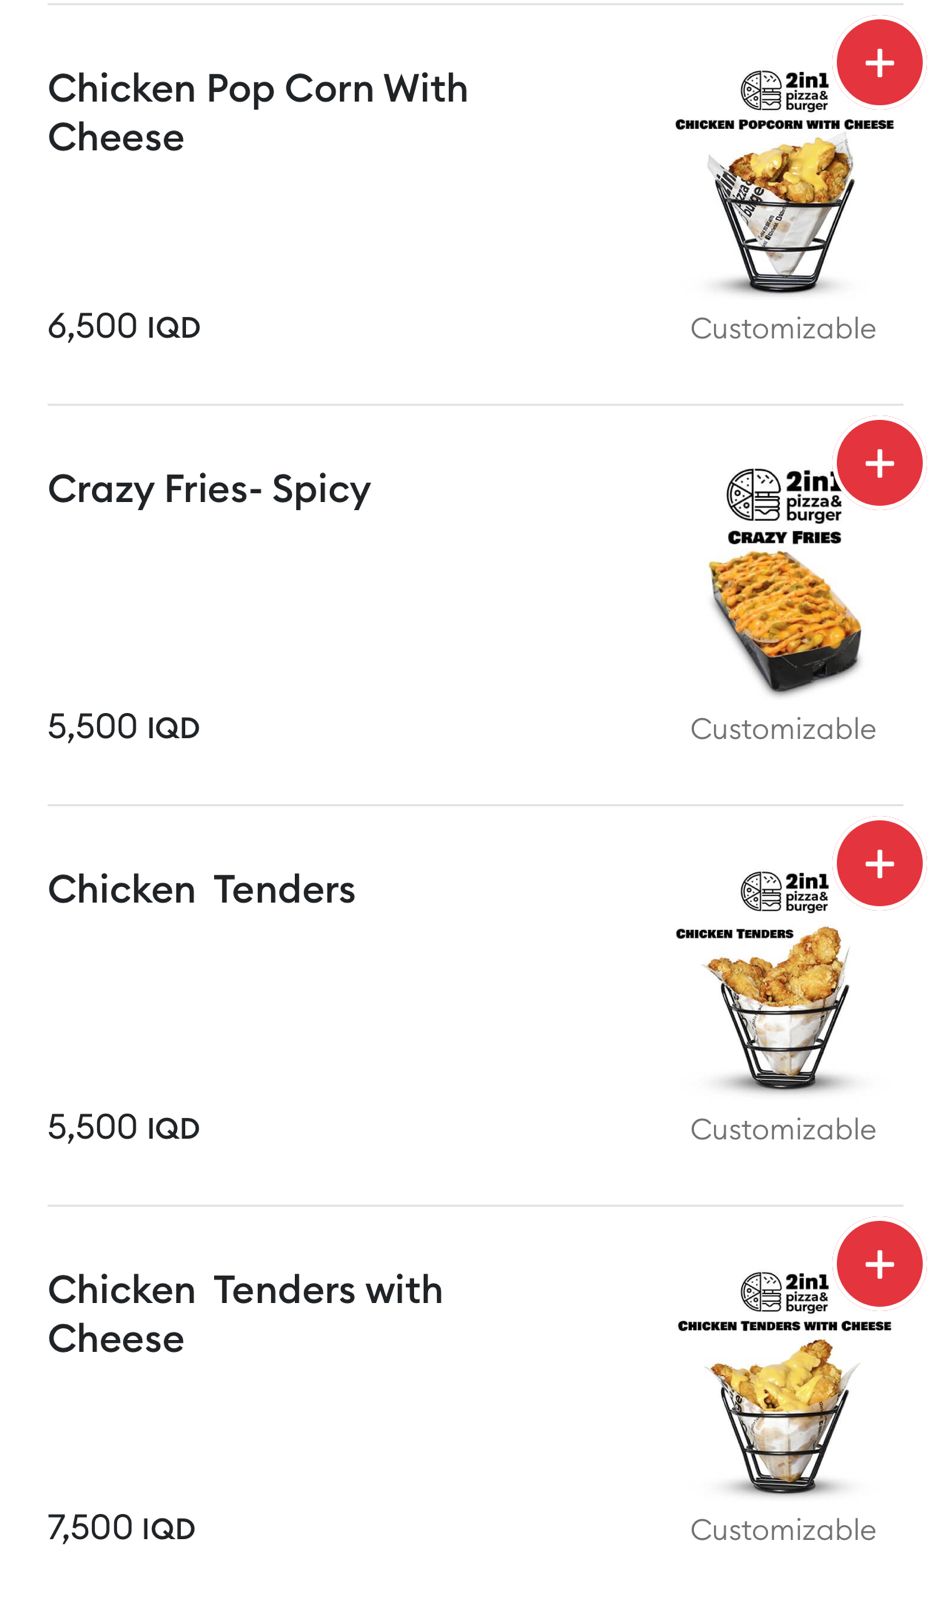 Chicken Pop Corn With
Cheese
2in1
pizza&
burger
CHICKEN POPCORN WITH CHEESE
6,500 IQD
Customizable
Crazy Fries- Spicy
2in1
pizza&
burger
CRAZY FRIES
5,500 IQD
Customizable
Chicken  Tenders
2in1
pizza&
burger
CHICKEN TENDERS
5,500 IQD
Customizable
Chicken  Tenders with
Cheese
2in1
pizza&
burger
CHICKEN TENDERS WITH CHEESE
7,500 IQD
Customizable